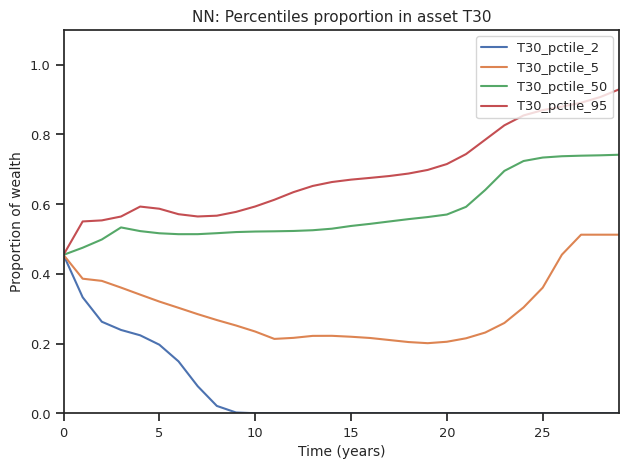 NN: Percentiles proportion in asset T30
T30_pctile_2
T30_pctile_5
T30_pctile_50
T30_pctile_95
Proportion of wealth
1.0
0.8
0.6
0.4
0.2
0.0
0 5 10 15 20 25
Time (years)